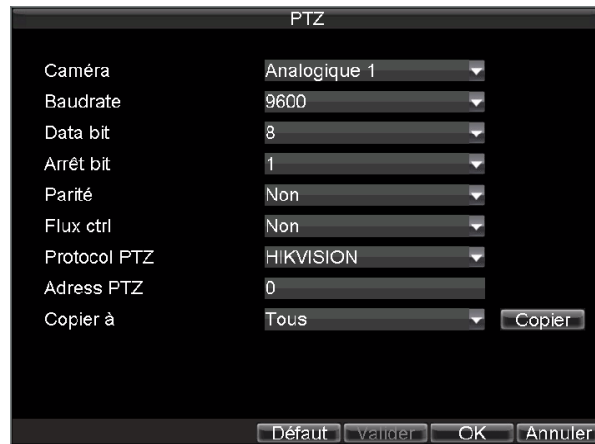 PTZ
Caméra Analogique 1
Baudrate 9600
Data bit 8
Arrêt bit 1
Parité Non
Flux ctrl Non
Protocol PTZ HIKVISION
Adress PTZ 0
Copier à Tous Copier
Défaut Valider OK Annuler